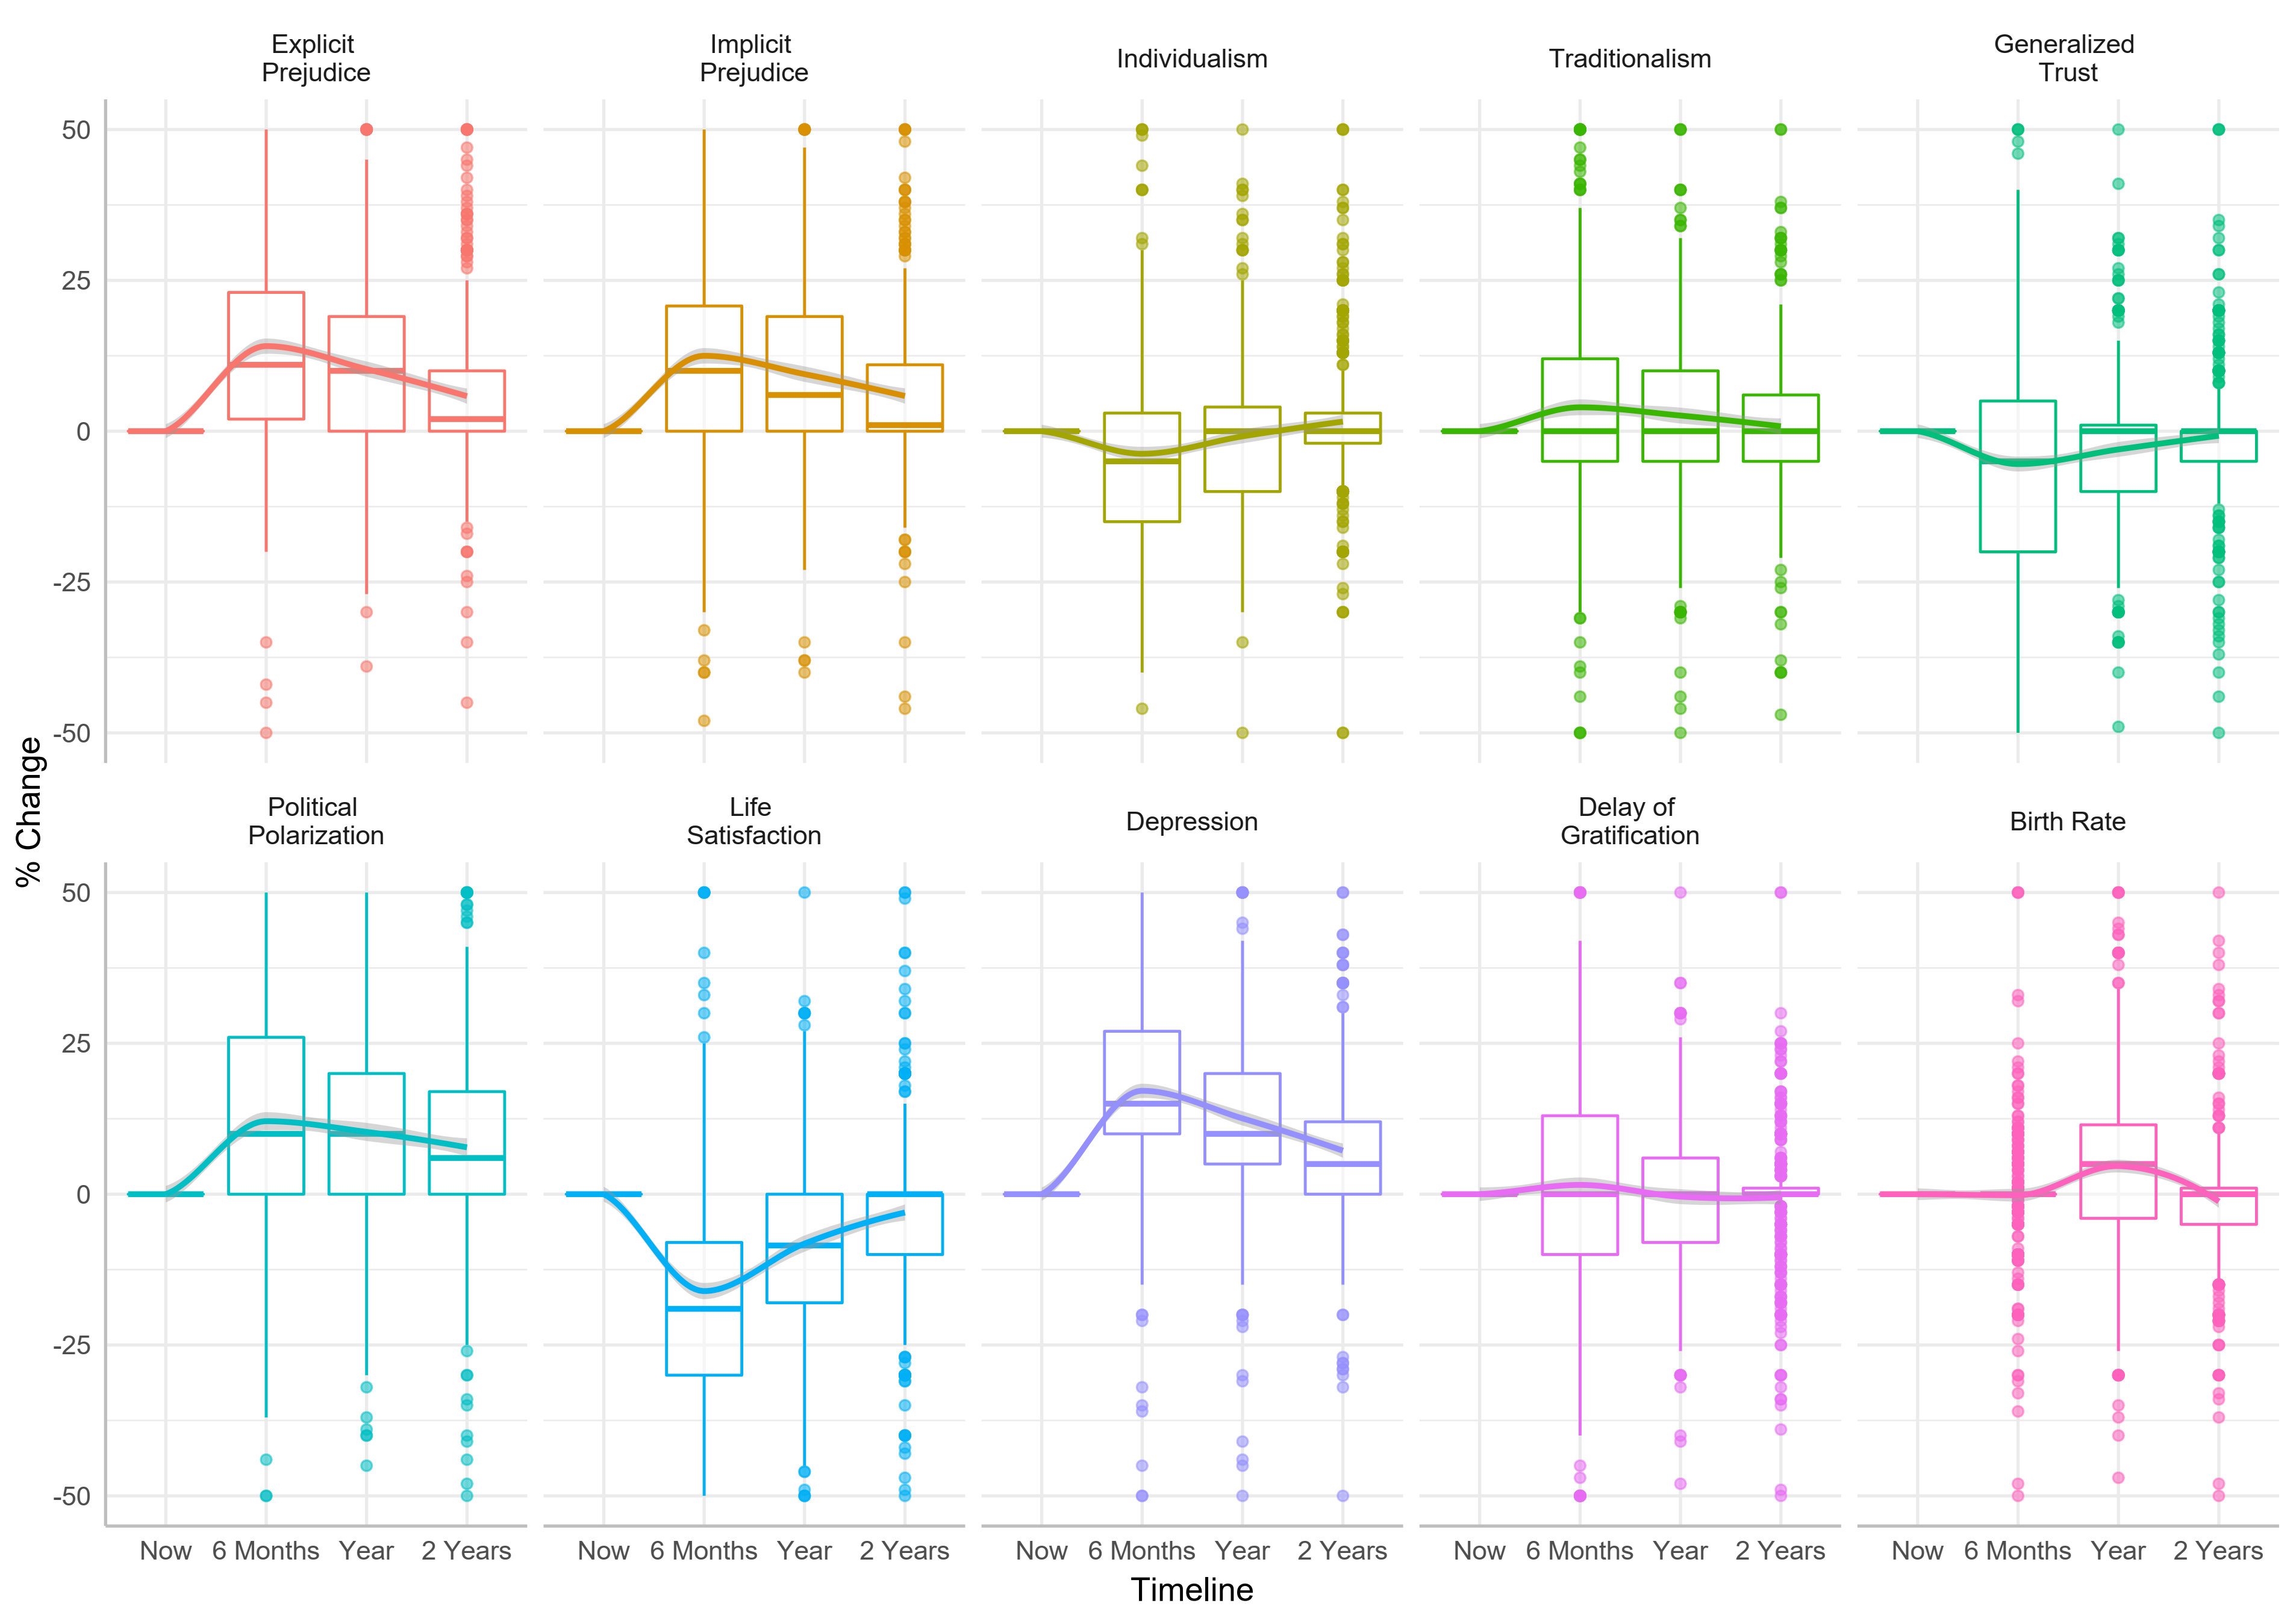 Explicit
Prejudice
Implicit
Prejudice
Individualism
Traditionalism
Generalized
Trust
50
25
0
-25
-50
% Change
Political
Polarization
Life
Satisfaction
Depression
Delay of
Gratification
Birth Rate
50
25
0
-25
-50
Now 6 Months Year 2 Years
Now 6 Months Year 2 Years
Now 6 Months Year 2 Years
Now 6 Months Year 2 Years
Now 6 Months Year 2 Years
Timeline